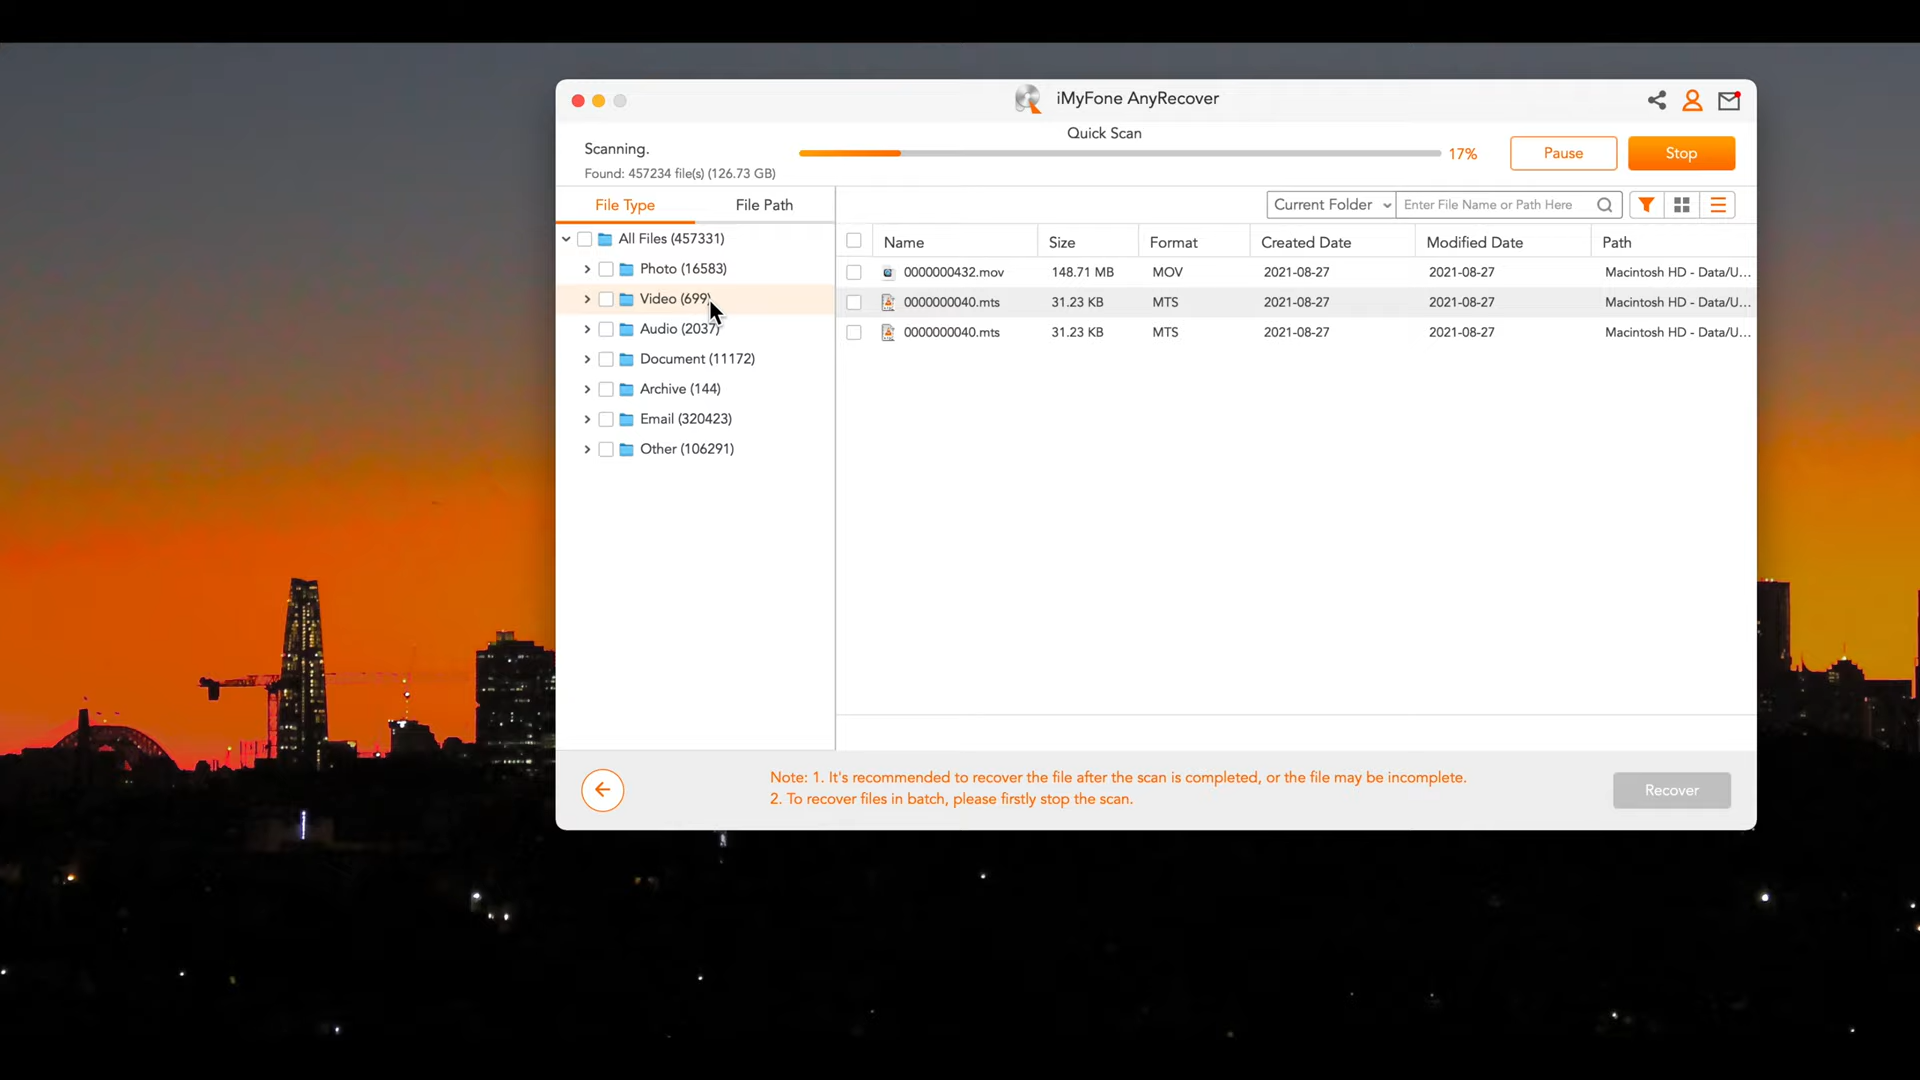 iMyFone AnyRecover
Quick Scan
Scanning.
17%
Pause
Stop
Found: 457234 file(s) (126.73 GB)
File Type
File Path
Current Folder
Enter File Name or Path Here
All Files (457331)
Photo (16583)
Video (699)
Audio (2037)
Document (11172)
Archive (144)
Email (320423)
Other (106291)
Name Size Format Created Date Modified Date Path
0000000432.mov 148.71 MB MOV 2021-08-27 2021-08-27 Macintosh HD - Data/U...
0000000040.mts 31.23 KB MTS 2021-08-27 2021-08-27 Macintosh HD - Data/U...
0000000040.mts 31.23 KB MTS 2021-08-27 2021-08-27 Macintosh HD - Data/U...
Note: 1. It's recommended to recover the file after the scan is completed, or the file may be incomplete.
2. To recover files in batch, please firstly stop the scan.
Recover